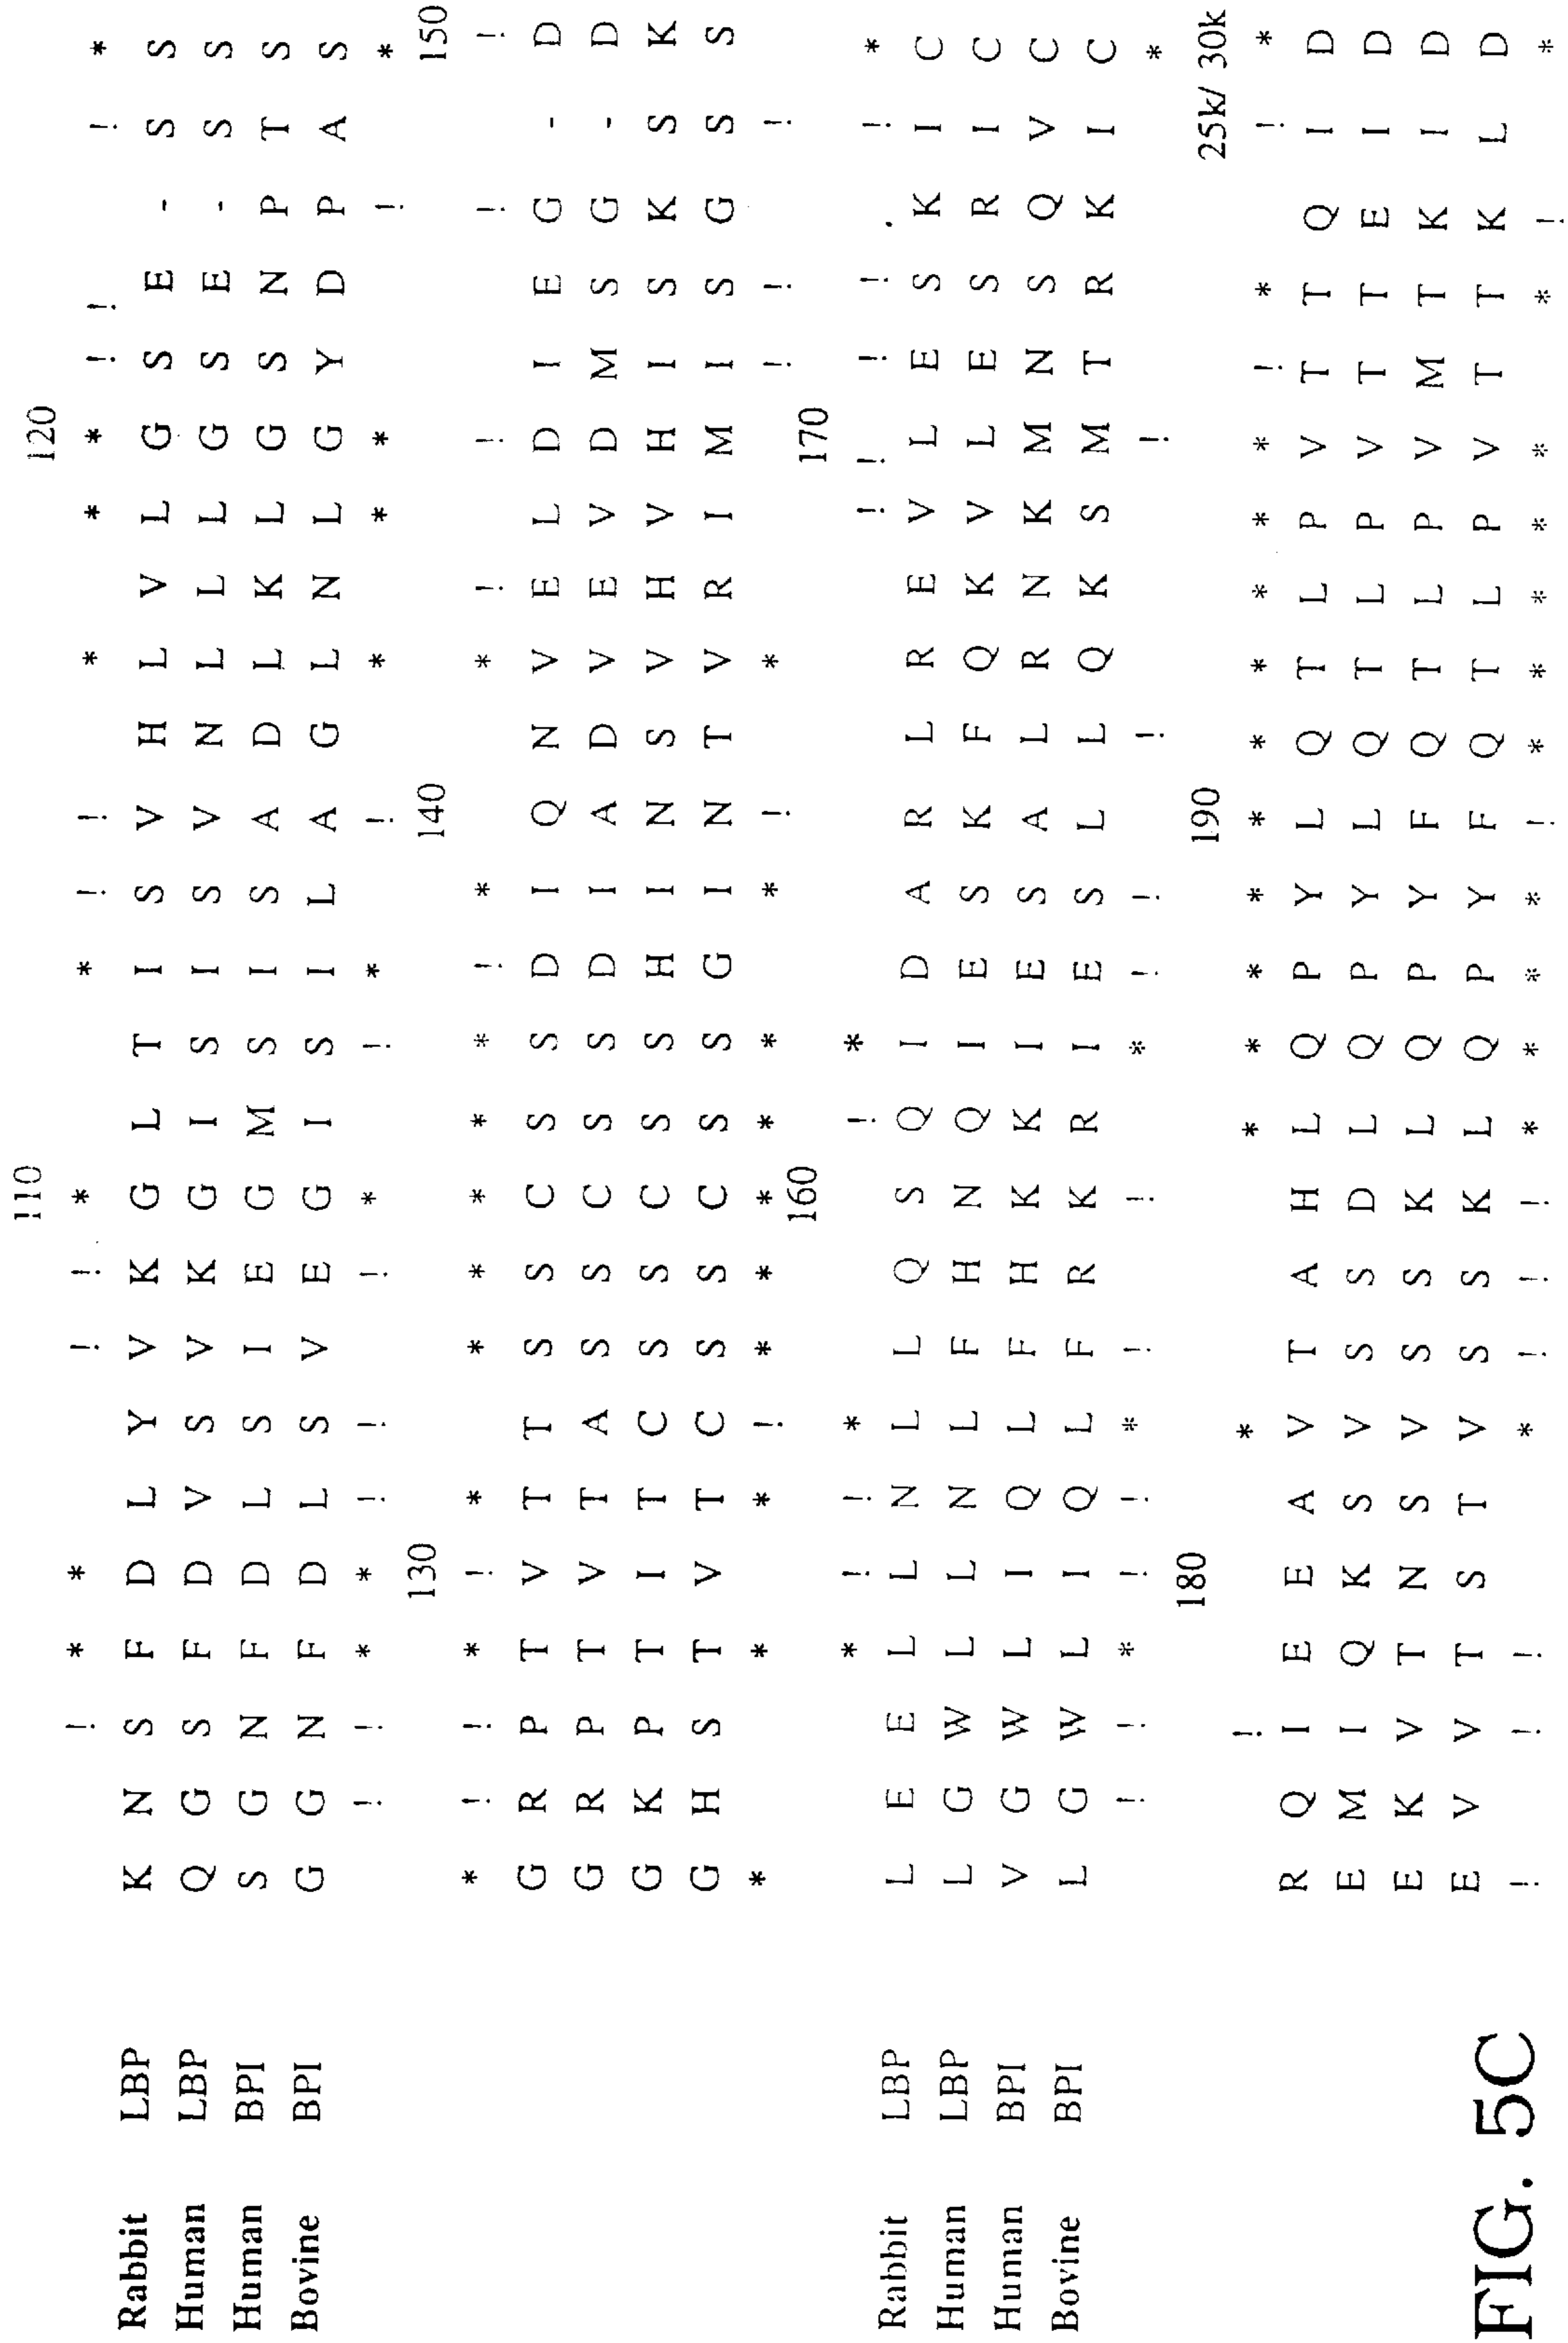 110 120
! * * ! ! * * ! ! * * * ! ! ! *
Rabbit LBP K N S F D L Y V K G L T I S V H L V L G S E - S S
Human LBP Q G S F D V S V K G I S I S V N L L L G S E - S S
Human BPI S G N F D L S I E G M S I S A D L K L G S N P T S
Bovine BPI G G N F D L S V E G I S I L A G L N L G Y D P A S
! ! * * ! ! ! * ! * ! * * * ! *
130 140 150
* ! ! * ! * * * * * * ! * * ! ! ! !
G R P T V T T S S C S S D I Q N V E L D I E G - D
G R P T V T A S S C S S D I A D V E V D M S G - D
G K P T I T C S S C S S H I N S V H V H I S K S K
G H S T V T C S S C S S G I N T V R I M I S G S S
* * * ! * * * * * * ! * ! ! !
160 170
* ! ! * ! * ! ! ! ! . ! *
Rabbit LBP L E E L L N L L Q S Q I D A R L R E V L E S K I C
Human LBP L G W L L N L F H N Q I E S K F Q K V L E S R I C
Human BPI V G W L I Q L F H K K I E S A L R N K M N S Q V C
Bovine BPI L G W L I Q L F R K R I E S L L Q K S M T R K I C
! ! * ! ! * ! ! * ! ! ! ! *
180 190 25k/ 30k
! * * * * * * * * * * * ! * ! *
R Q I E E A V T A H L Q P Y L Q T L P V T T Q I D
E M I Q K S V S S D L Q P Y L Q T L P V T T E I D
E K V T N S V S S K L Q P Y F Q T L P V M T K I D
E V V T S T V S S K L Q P Y F Q T L P V T T K L D
! ! ! * ! ! ! * * * * ! * * * * * * ! *
FIG. 5C